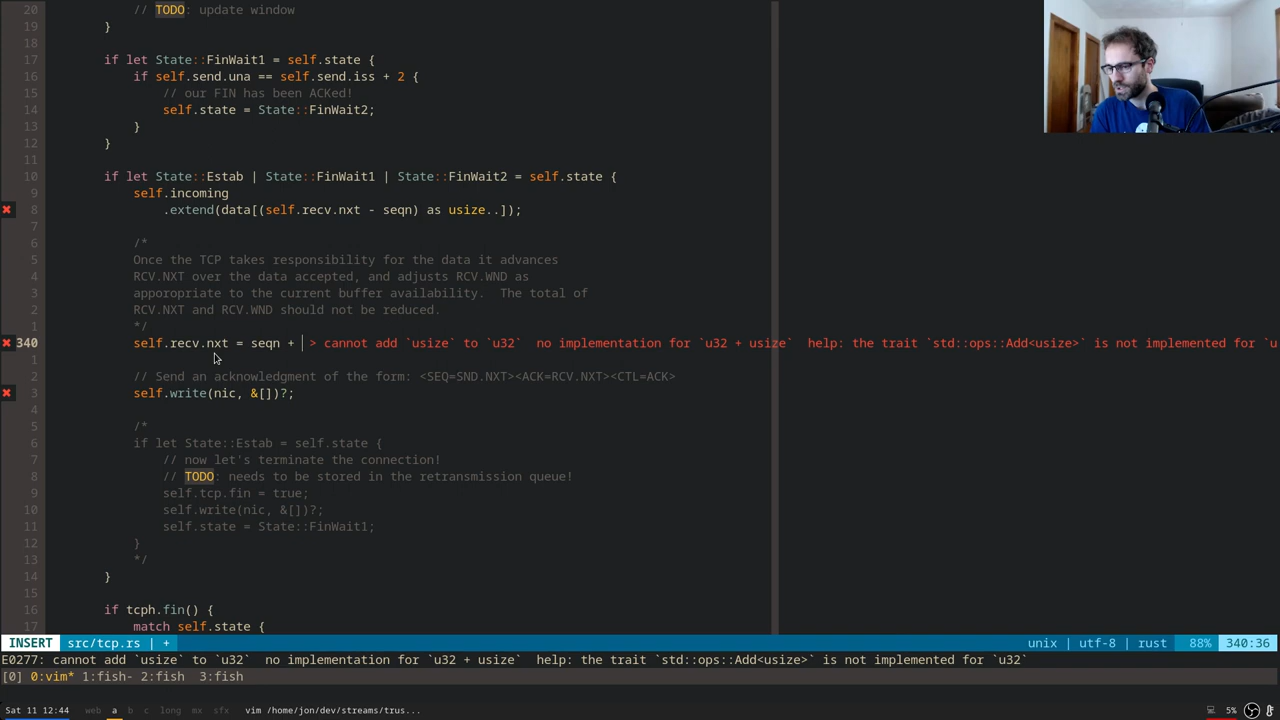 20 // TODO: update window
19 }
18
17 if let State::FinWait1 = self.state {
16 if self.send.una == self.send.iss + 2 {
15 // our FIN has been ACKed!
14 self.state = State::FinWait2;
13 }
12 }
11
10 if let State::Estab | State::FinWait1 | State::FinWait2 = self.state {
9 self.incoming
8 .extend(data[(self.recv.nxt - seqn) as usize..]);
7
6 /*
5 Once the TCP takes responsibility for the data it advances
4 RCV.NXT over the data accepted, and adjusts RCV.WND as
3 apporopriate to the current buffer availability.  The total of
2 RCV.NXT and RCV.WND should not be reduced.
1 */
340 self.recv.nxt = seqn + > cannot add `usize` to `u32`  no implementation for `u32 + usize`  help: the trait `std::ops::Add<usize>` is not implemented for `u
1
2 // Send an acknowledgment of the form: <SEQ=SND.NXT><ACK=RCV.NXT><CTL=ACK>
3 self.write(nic, &[])?;
4
5 /*
6 if let State::Estab = self.state {
7 // now let's terminate the connection!
8 // TODO: needs to be stored in the retransmission queue!
9 self.tcp.fin = true;
10 self.write(nic, &[])?;
11 self.state = State::FinWait1;
12 }
13 */
14 }
15
16 if tcph.fin() {
17 match self.state {
INSERT src/tcp.rs | + unix | utf-8 | rust 88% 340:36
E0277: cannot add `usize` to `u32`  no implementation for `u32 + usize`  help: the trait `std::ops::Add<usize>` is not implemented for `u32`
[0] 0:vim* 1:fish- 2:fish  3:fish
Sat 11 12:44 web a b c long mx sfx vim /home/jon/dev/streams/trus... 5%